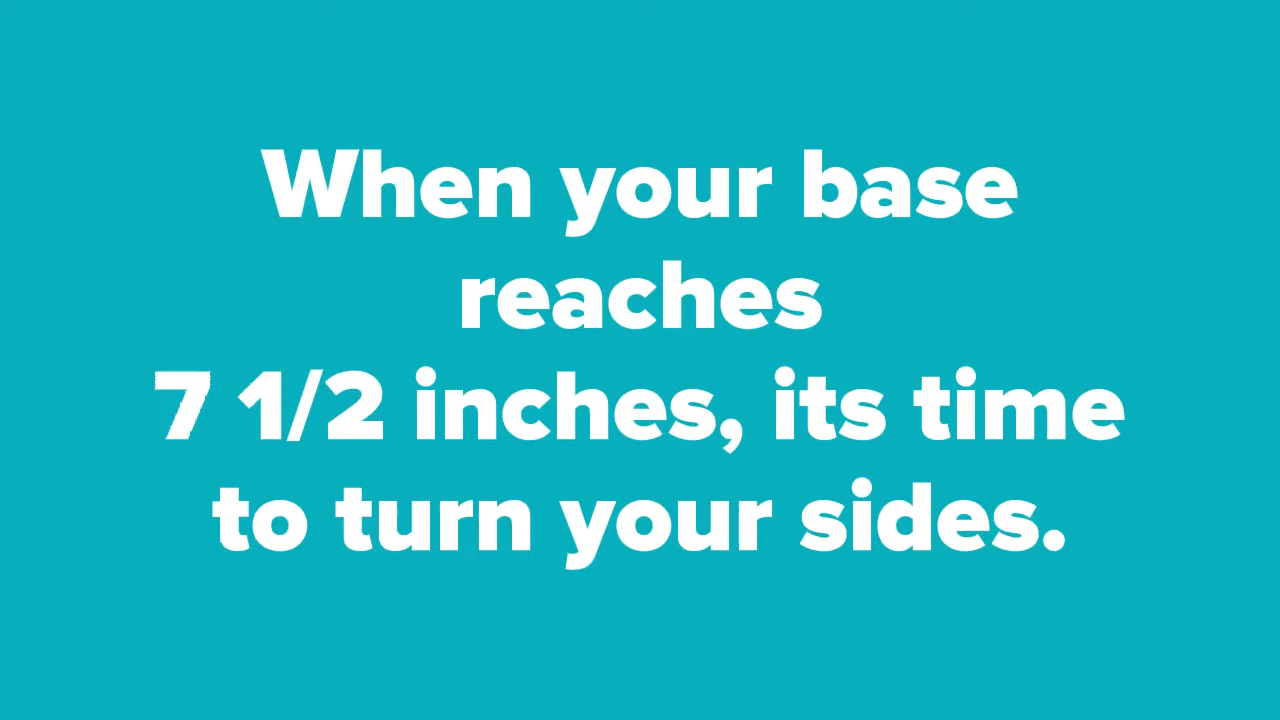 When your base
reaches
7 1/2 inches, its time
to turn your sides.